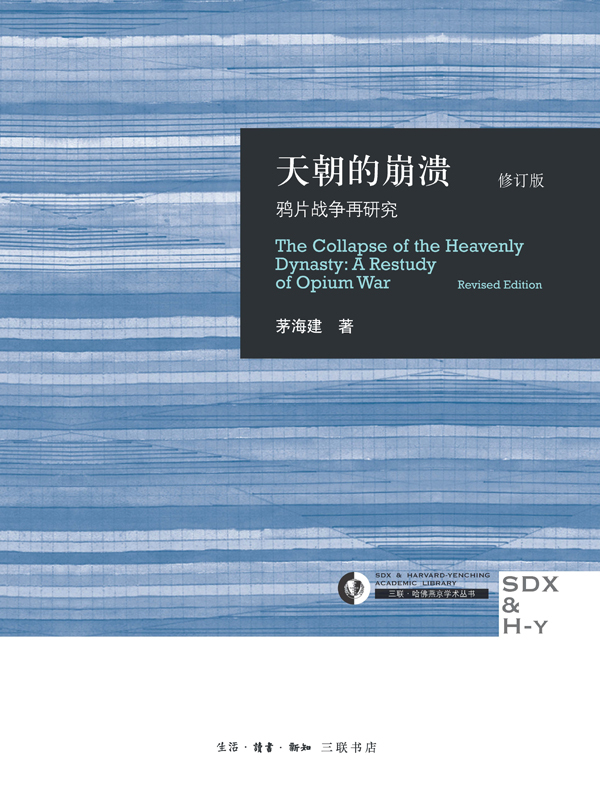 天朝的崩溃 修订版
鸦片战争再研究
The Collapse of the Heavenly
Dynasty: A Restudy
of Opium War Revised Edition
茅海建 著
SDX & HARVARD-YENCHING
ACADEMIC LIBRARY
三联·哈佛燕京学术丛书
SDX
&
H-Y
生活·讀書·新知 三联书店